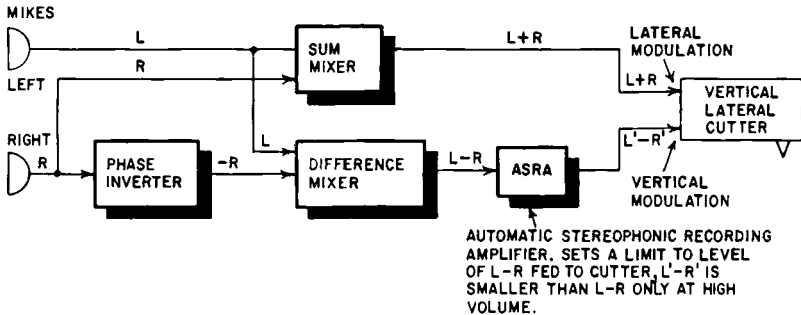 MIKES
L
LEFT
R
SUM
MIXER
L+R
LATERAL
MODULATION
L+R
VERTICAL
LATERAL
CUTTER
RIGHT
R
PHASE
INVERTER
-R
L
DIFFERENCE
MIXER
L-R
ASRA
L'-R'
VERTICAL
MODULATION
AUTOMATIC STEREOPHONIC RECORDING
AMPLIFIER. SETS A LIMIT TO LEVEL
OF L-R FED TO CUTTER, L'-R' IS
SMALLER THAN L-R ONLY AT HIGH
VOLUME.